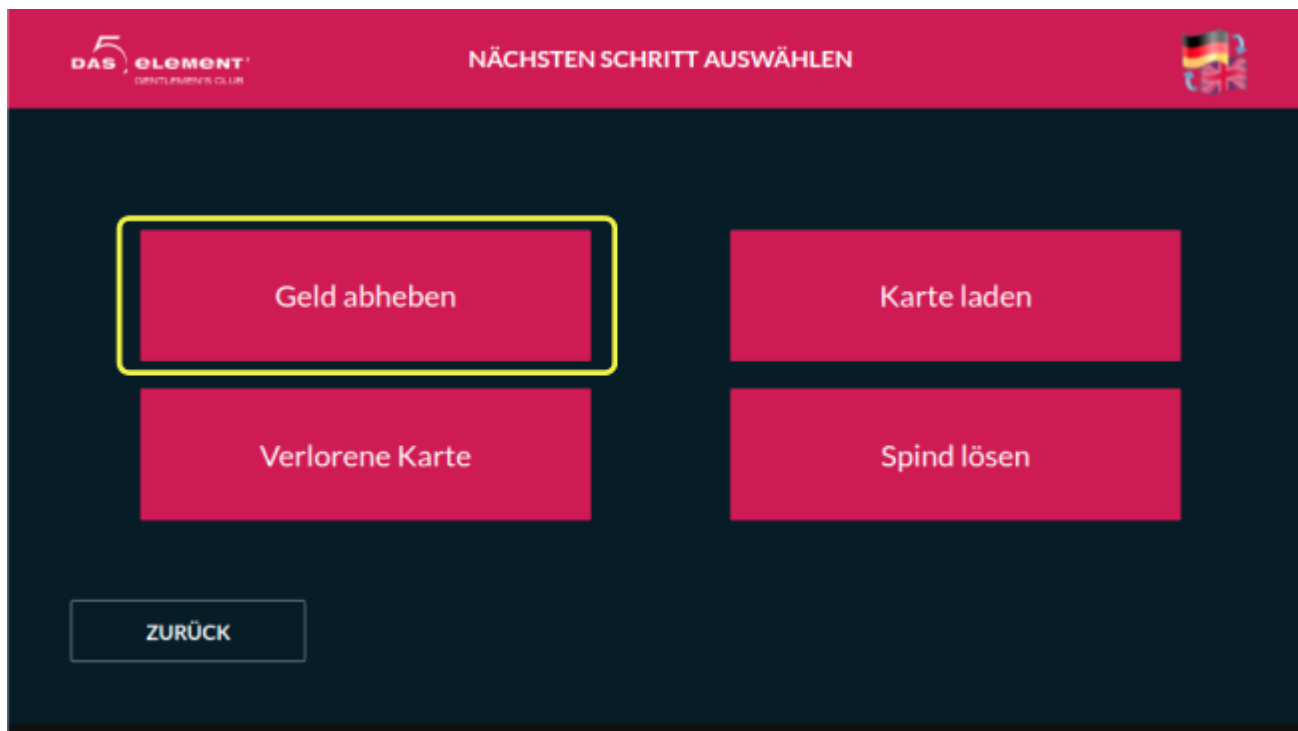 DAS 5 ELEMENT
GENTLEMEN'S CLUB
NÄCHSTEN SCHRITT AUSWÄHLEN
Geld abheben
Karte laden
Verlorene Karte
Spind lösen
ZURÜCK